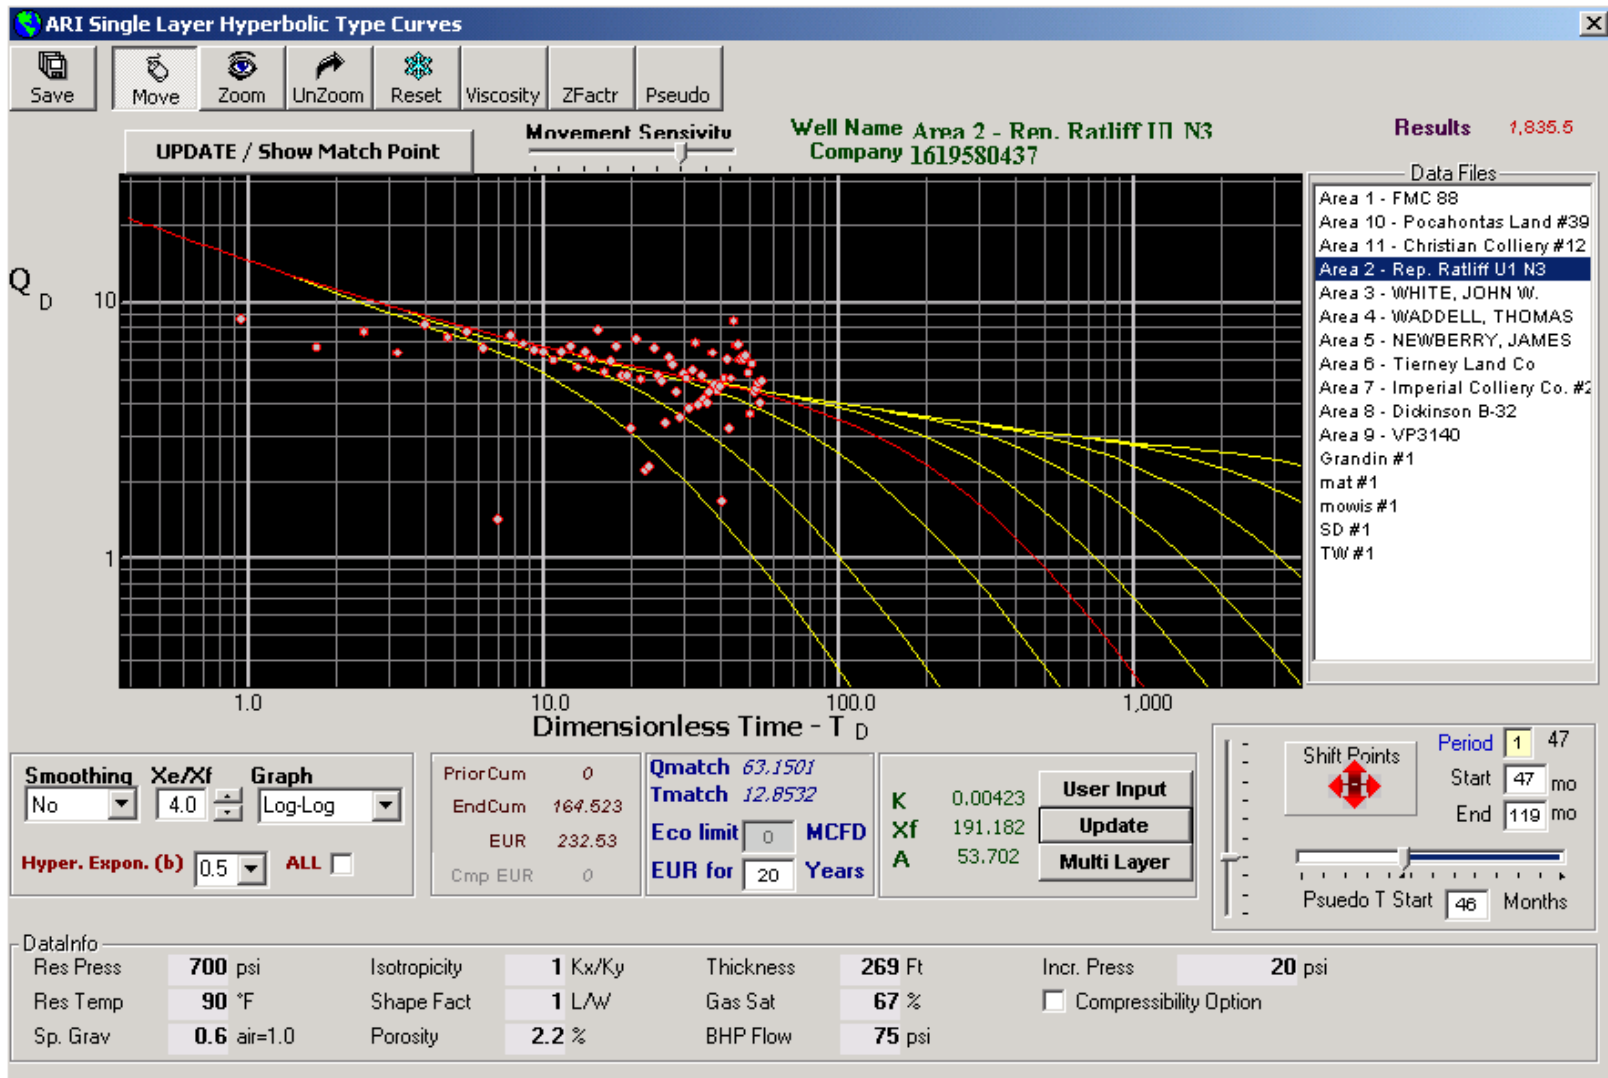 ARI Single Layer Hyperbolic Type Curves
Save Move Zoom UnZoom Reset Viscosity ZFactr Pseudo
UPDATE / Show Match Point
Movement Sensivity
Well Name Area 2 - Rep. Ratliff U1 N3
Company 1619580437
Results 1,835.5
Data Files
Area 1 - FMC 88
Area 10 - Pocahontas Land #39
Area 11 - Christian Colliery #12
Area 2 - Rep. Ratliff U1 N3
Area 3 - WHITE, JOHN W.
Area 4 - WADDELL, THOMAS
Area 5 - NEWBERRY, JAMES
Area 6 - Tierney Land Co
Area 7 - Imperial Colliery Co. #2
Area 8 - Dickinson B-32
Area 9 - VP3140
Grandin #1
mat #1
mowis #1
SD #1
TW #1
Q D
10
1
1.0 10.0 100.0 1,000
Dimensionless Time - T D
Smoothing Xe/Xf Graph
No 4.0 Log-Log
Hyper. Expon. (b) 0.5 ALL
PriorCum 0
EndCum 164.523
EUR 232.53
Cmp EUR 0
Qmatch 63.1501
Tmatch 12.8532
Eco limit 0 MCFD
EUR for 20 Years
K 0.00423
Xf 191.182
A 53.702
User Input
Update
Multi Layer
Shift Points
Period 1 47
Start 47 mo
End 119 mo
Psuedo T Start 46 Months
DataInfo
Res Press 700 psi Isotropicity 1 Kx/Ky Thickness 269 Ft Incr. Press 20 psi
Res Temp 90 °F Shape Fact 1 L/W Gas Sat 67 % Compressibility Option
Sp. Grav 0.6 air=1.0 Porosity 2.2 % BHP Flow 75 psi